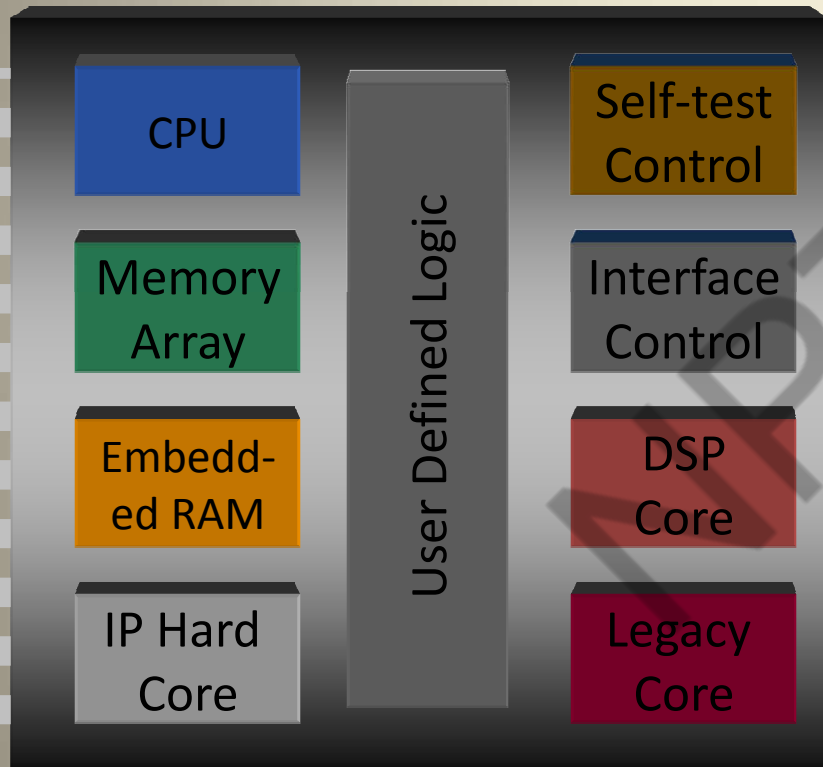 CPU
Memory
Array
Embedd-
ed RAM
IP Hard
Core
User Defined Logic
Self-test
Control
Interface
Control
DSP
Core
Legacy
Core